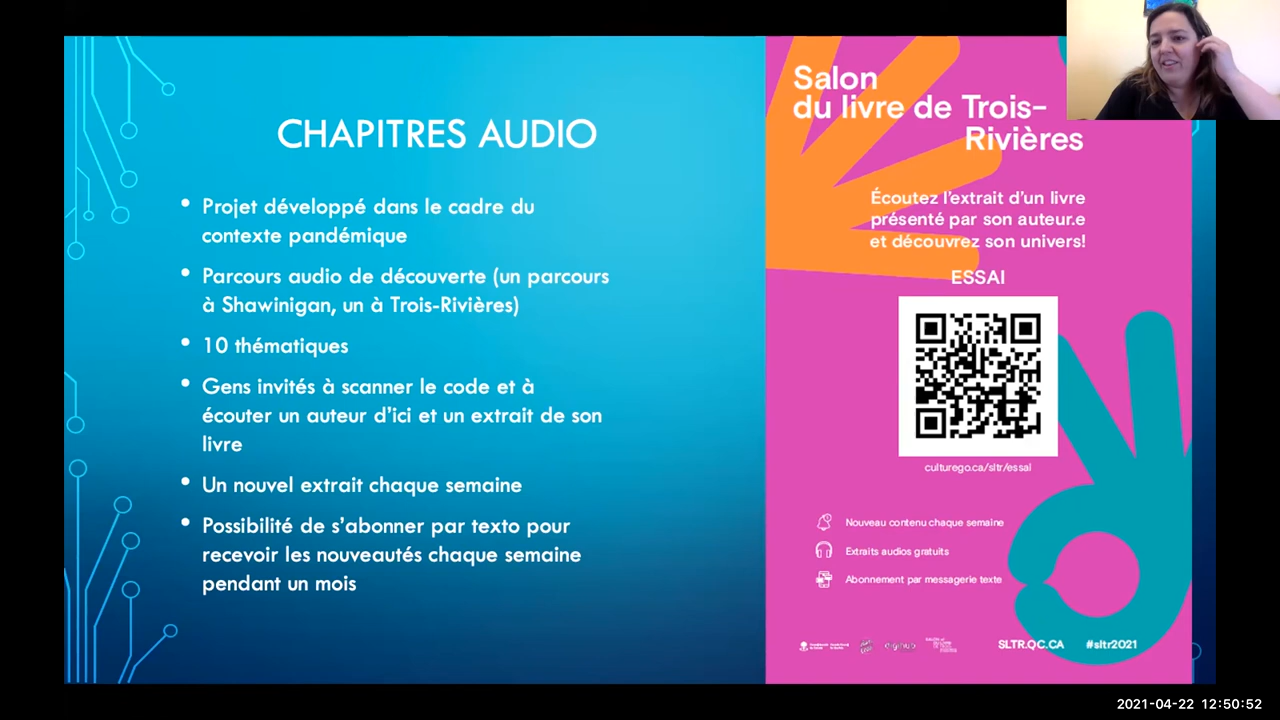 CHAPITRES AUDIO
• Projet développé dans le cadre du
contexte pandémique
• Parcours audio de découverte (un parcours
à Shawinigan, un à Trois-Rivières)
• 10 thématiques
• Gens invités à scanner le code et à
écouter un auteur d'ici et un extrait de son
livre
• Un nouvel extrait chaque semaine
• Possibilité de s'abonner par texto pour
recevoir les nouveautés chaque semaine
pendant un mois
Salon
du livre de Trois-
Rivières
Écoutez l'extrait d'un livre
présenté par son auteur.e
et découvrez son univers!
ESSAI
culturego.ca/sltr/essai
Nouveau contenu chaque semaine
Extraits audios gratuits
Abonnement par messagerie texte
SLTR.QC.CA #sltr2021
2021-04-22 12:50:52